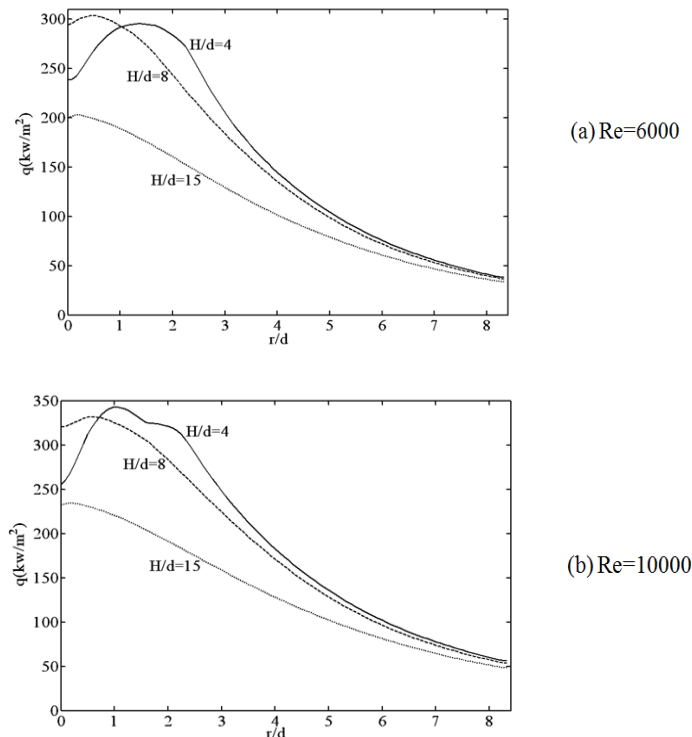 300
250
200
150
100
50
0
q(kw/m²)
H/d=4
H/d=8
H/d=15
0 1 2 3 4 5 6 7 8
r/d
(a) Re=6000
350
300
250
200
150
100
50
0
q(kw/m²)
H/d=4
H/d=8
H/d=15
0 1 2 3 4 5 6 7 8
r/d
(b) Re=10000